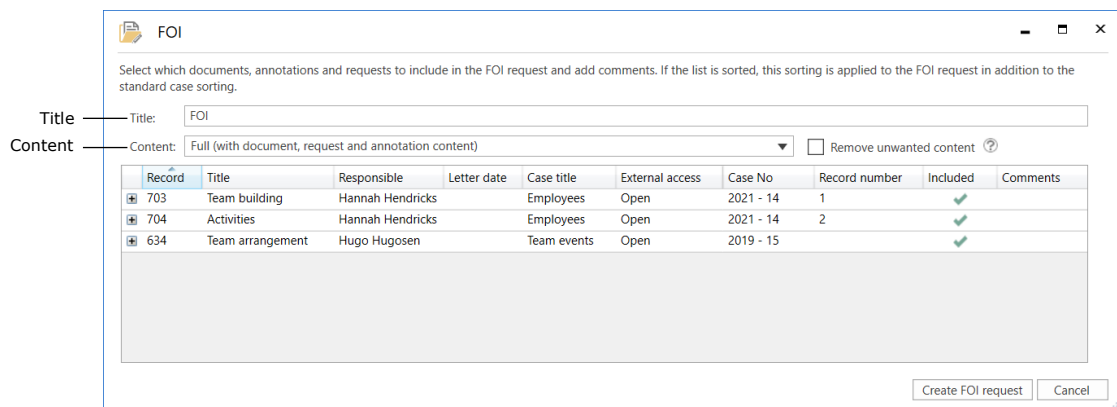 FOI
Select which documents, annotations and requests to include in the FOI request and add comments. If the list is sorted, this sorting is applied to the FOI request in addition to the
standard case sorting.
Title Title: FOI
Content Content: Full (with document, request and annotation content) Remove unwanted content ?
Record Title Responsible Letter date Case title External access Case No Record number Included Comments
703 Team building Hannah Hendricks Employees Open 2021 - 14 1
704 Activities Hannah Hendricks Employees Open 2021 - 14 2
634 Team arrangement Hugo Hugosen Team events Open 2019 - 15
Create FOI request Cancel